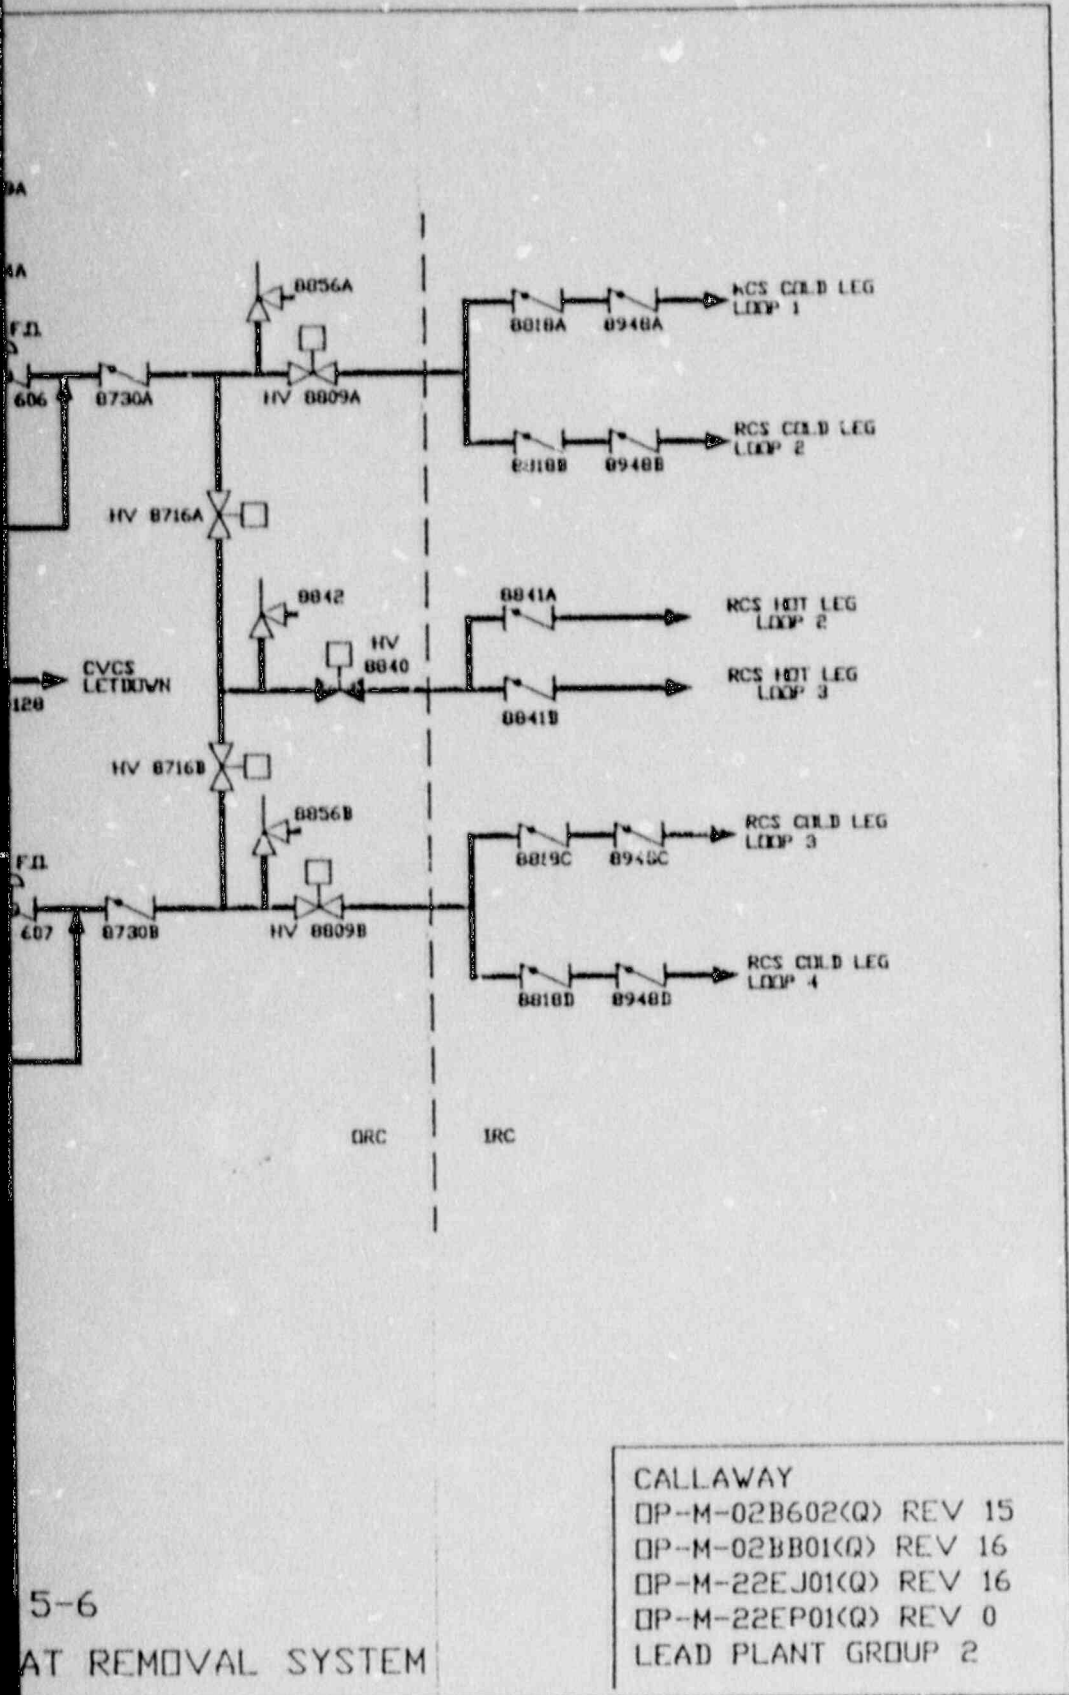 8856A
RCS COLD LEG
LOOP 1
8818A 8948A
606 8730A HV 8809A
RCS COLD LEG
LOOP 2
8818B 8948B
HV 8716A
8842
8841A
RCS HOT LEG
LOOP 2
HV
8840
CVCS
LETDOWN
RCS HOT LEG
LOOP 3
128
8841B
HV 8716B
8856B
RCS COLD LEG
LOOP 3
8819C 8948C
607 8730B HV 8809B
RCS COLD LEG
LOOP 4
8818D 8948D
ORC IRC
CALLAWAY
OP-M-02B602(Q) REV 15
OP-M-02BB01(Q) REV 16
OP-M-22EJ01(Q) REV 16
OP-M-22EP01(Q) REV 0
LEAD PLANT GROUP 2
5-6
AT REMOVAL SYSTEM